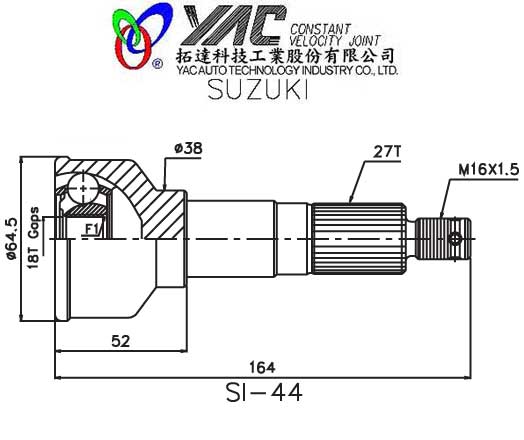 YAC CONSTANT
VELOCITY JOINT
®
拓達科技工業股份有限公司
YAC AUTO TECHNOLOGY INDUSTRY CO., LTD.
SUZUKI
ø38
27T
M16X1.5
ø64.5
18T Gaps
F1
52
164
SI-44